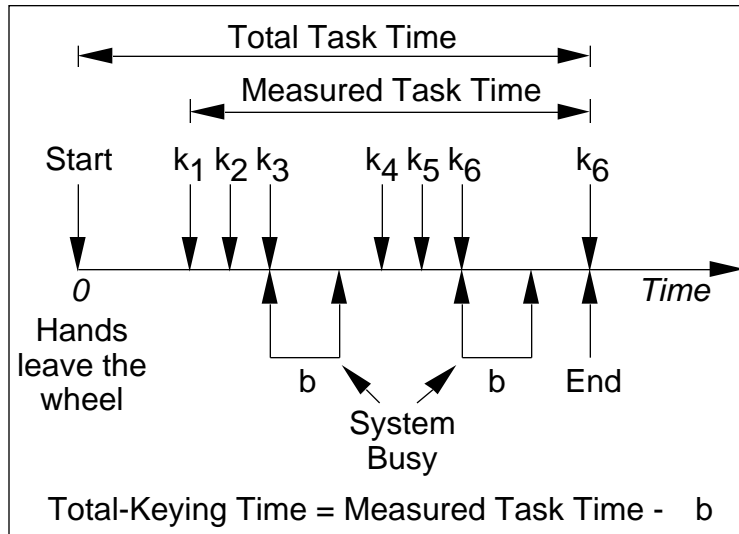 Total Task Time
Measured Task Time
Start k1 k2 k3 k4 k5 k6 k6
0 Time
Hands
leave the
wheel
b b End
System
Busy
Total-Keying Time = Measured Task Time - b